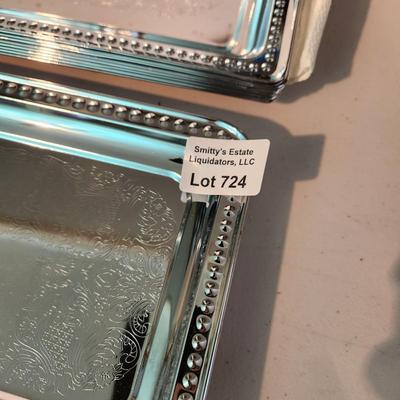 Smitty's Estate
Liquidators, LLC
Lot 724